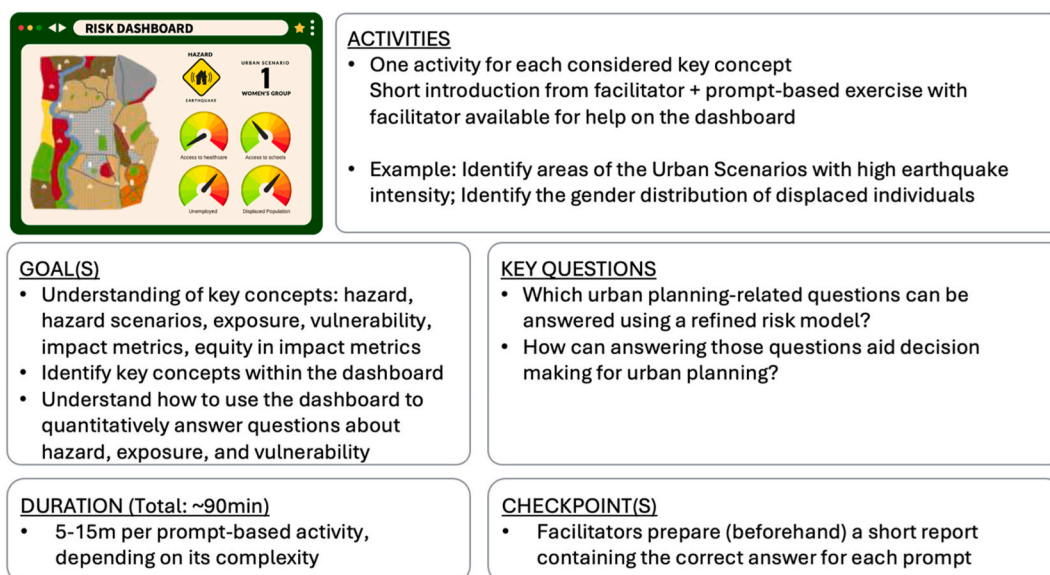 RISK DASHBOARD
HAZARD
EARTHQUAKE
URBAN SCENARIO
1
WOMEN'S GROUP
Access to healthcare
Access to schools
Unemployed
Displaced Population
ACTIVITIES
• One activity for each considered key concept
Short introduction from facilitator + prompt-based exercise with
facilitator available for help on the dashboard
• Example: Identify areas of the Urban Scenarios with high earthquake
intensity; Identify the gender distribution of displaced individuals
GOAL(S)
• Understanding of key concepts: hazard,
hazard scenarios, exposure, vulnerability,
impact metrics, equity in impact metrics
• Identify key concepts within the dashboard
• Understand how to use the dashboard to
quantitatively answer questions about
hazard, exposure, and vulnerability
KEY QUESTIONS
• Which urban planning-related questions can be
answered using a refined risk model?
• How can answering those questions aid decision
making for urban planning?
DURATION (Total: ~90min)
• 5-15m per prompt-based activity,
depending on its complexity
CHECKPOINT(S)
• Facilitators prepare (beforehand) a short report
containing the correct answer for each prompt